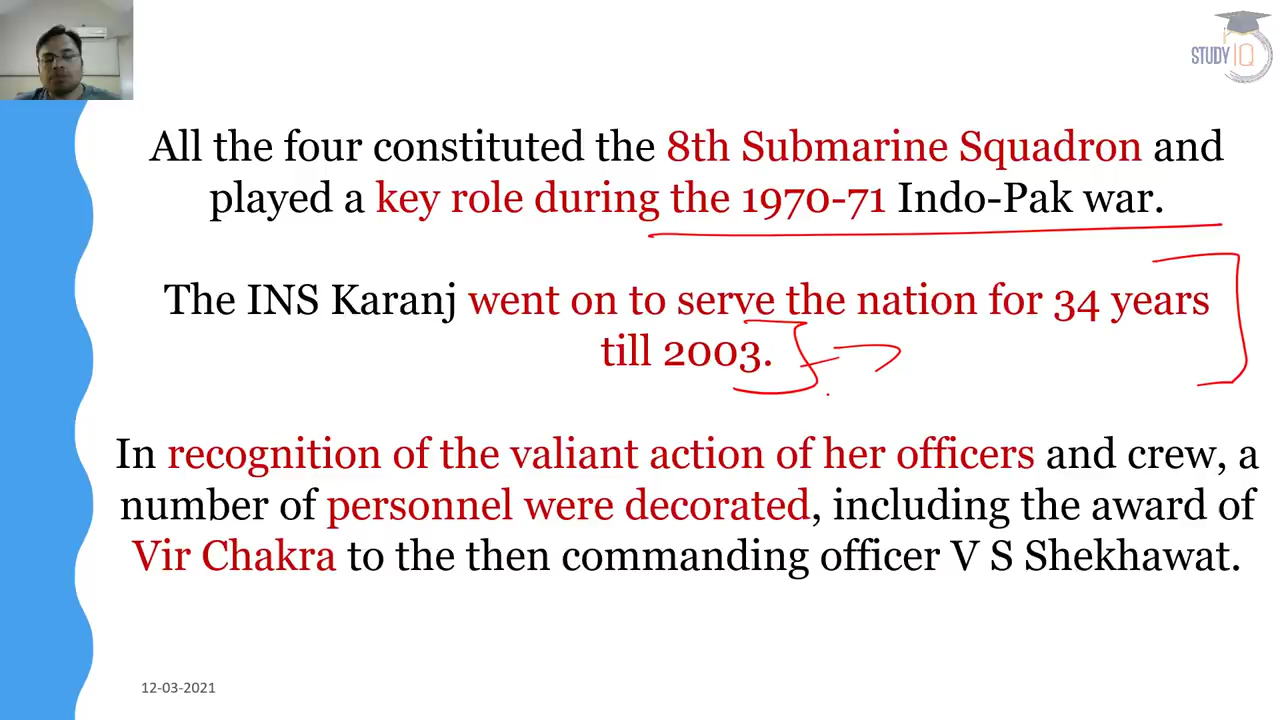 STUDY IQ
All the four constituted the 8th Submarine Squadron and
played a key role during the 1970-71 Indo-Pak war.
The INS Karanj went on to serve the nation for 34 years
till 2003.
In recognition of the valiant action of her officers and crew, a
number of personnel were decorated, including the award of
Vir Chakra to the then commanding officer V S Shekhawat.
12-03-2021